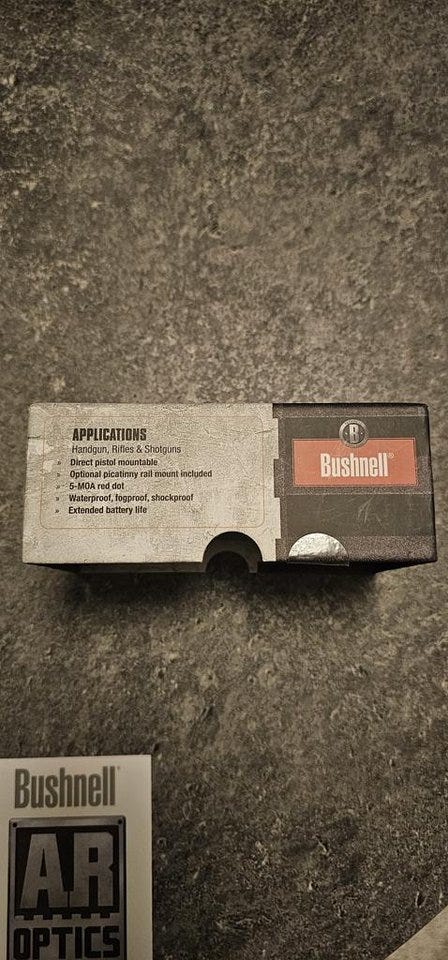 APPLICATIONS
Handgun, Rifles & Shotguns
» Direct pistol mountable
» Optional picatinny rail mount included
» 5-MOA red dot
» Waterproof, fogproof, shockproof
» Extended battery life
B
Bushnell®
Bushnell®
AR
OPTICS